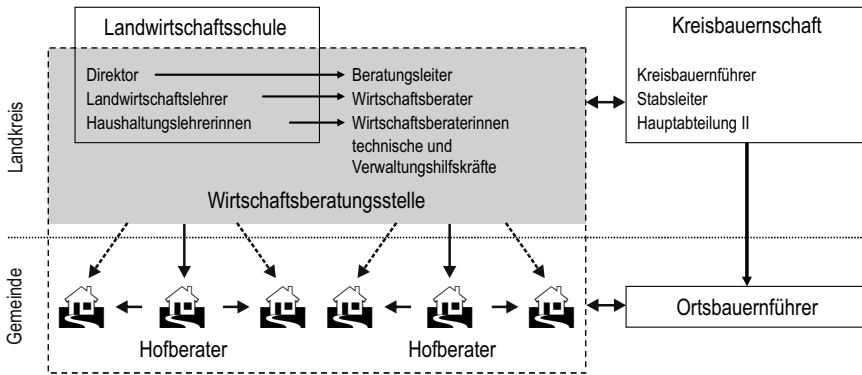 Landwirtschaftsschule
Kreisbauernschaft
Landkreis
Direktor
Beratungsleiter
Landwirtschaftslehrer
Wirtschaftsberater
Haushaltungslehrerinnen
Wirtschaftsberaterinnen
technische und
Verwaltungshilfskräfte
Kreisbauernführer
Stabsleiter
Hauptabteilung II
Wirtschaftsberatungsstelle
Gemeinde
Hofberater
Hofberater
Ortsbauernführer